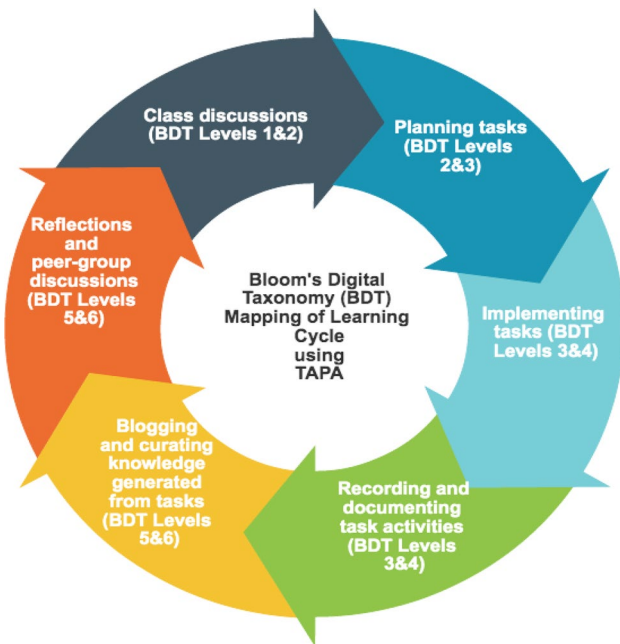 Class discussions
(BDT Levels 1&2)
Planning tasks
(BDT Levels
2&3)
Implementing
tasks (BDT
Levels 3&4)
Recording and
documenting
task activities
(BDT Levels
3&4)
Blogging
and curating
knowledge
generated
from tasks
(BDT Levels
5&6)
Reflections
and
peer-group
discussions
(BDT Levels
5&6)
Bloom's Digital
Taxonomy (BDT)
Mapping of Learning
Cycle
using
TAPA